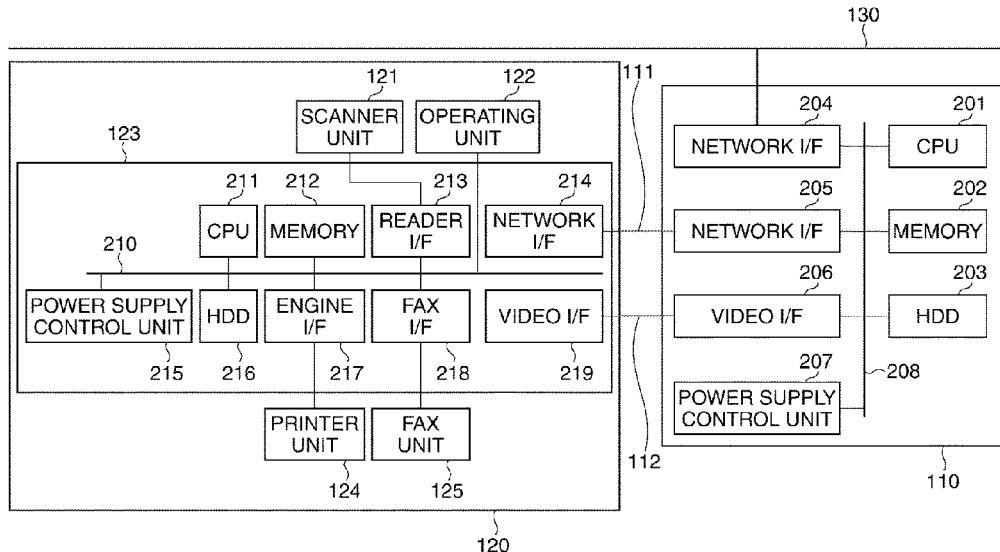 130
121
122
111
204
201
SCANNER
UNIT
OPERATING
UNIT
123
NETWORK I/F
CPU
211
212
213
214
205
202
CPU
MEMORY
READER
I/F
NETWORK
I/F
NETWORK I/F
MEMORY
210
206
203
POWER SUPPLY
CONTROL UNIT
HDD
ENGINE
I/F
FAX
I/F
VIDEO I/F
VIDEO I/F
HDD
215
216
217
218
219
207
208
POWER SUPPLY
CONTROL UNIT
PRINTER
UNIT
FAX
UNIT
112
124
125
110
120